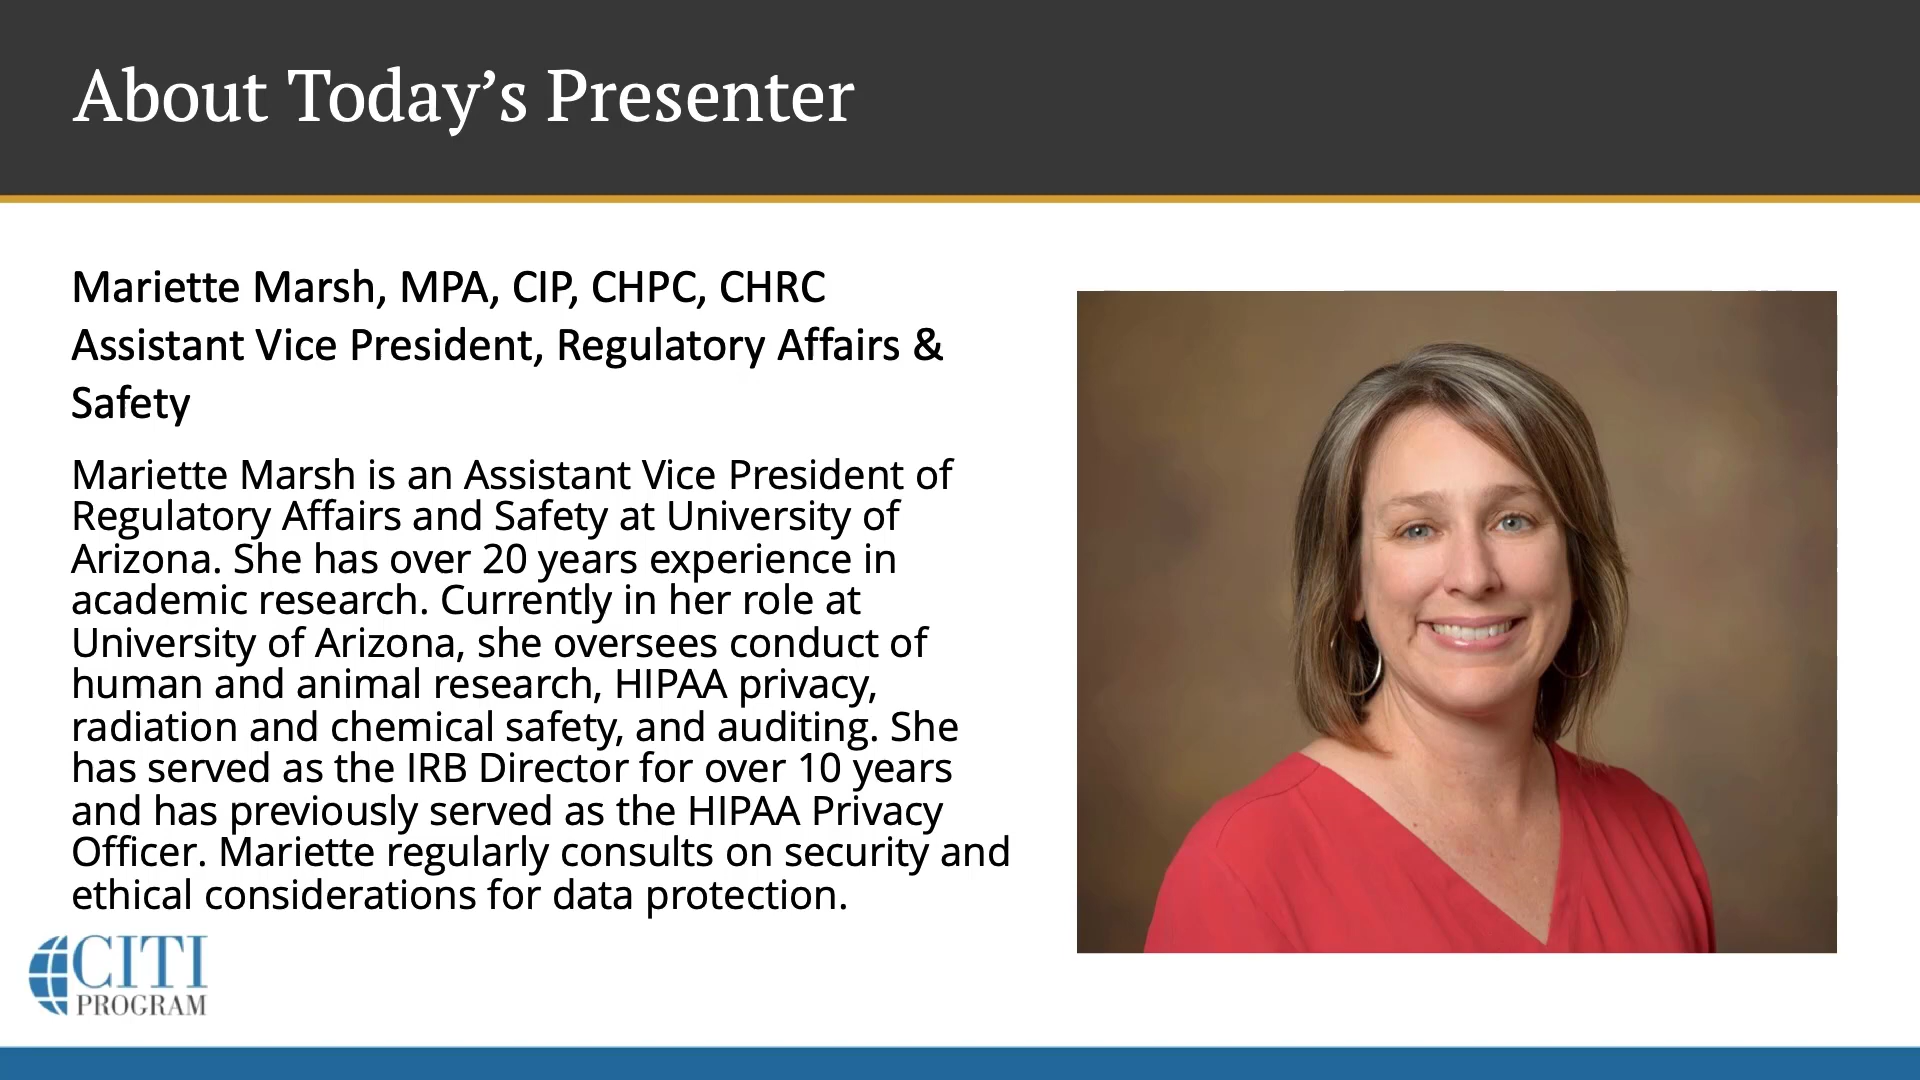 About Today’s Presenter
Mariette Marsh, MPA, CIP, CHPC, CHRC
Assistant Vice President, Regulatory Affairs &
Safety
Mariette Marsh is an Assistant Vice President of
Regulatory Affairs and Safety at University of
Arizona. She has over 20 years experience in
academic research. Currently in her role at
University of Arizona, she oversees conduct of
human and animal research, HIPAA privacy,
radiation and chemical safety, and auditing. She
has served as the IRB Director for over 10 years
and has previously served as the HIPAA Privacy
Officer. Mariette regularly consults on security and
ethical considerations for data protection.
CITI
PROGRAM